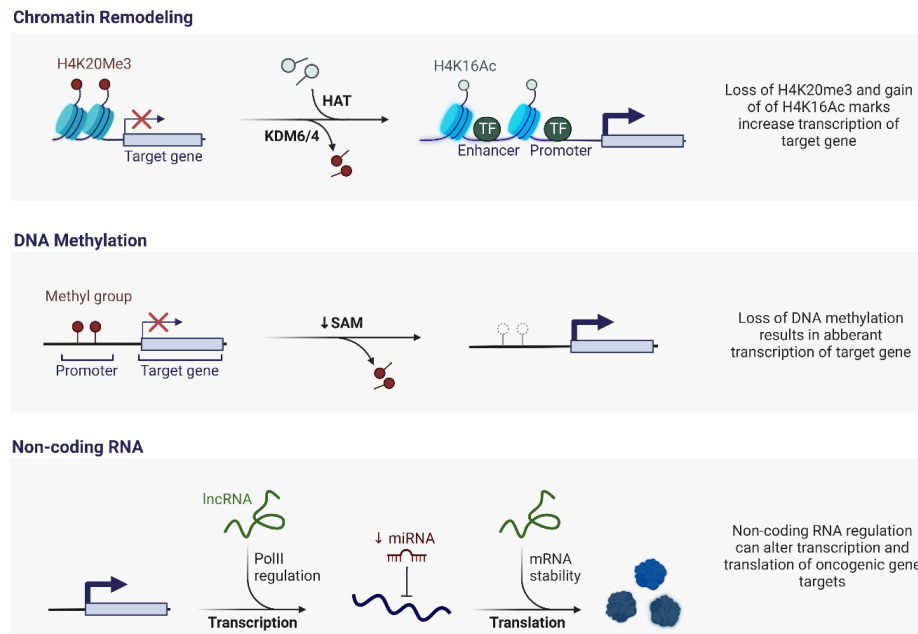 Chromatin Remodeling
H4K20Me3
Target gene
HAT
KDM6/4
H4K16Ac
TF
TF
Enhancer
Promoter
Loss of H4K20me3 and gain
of of H4K16Ac marks
increase transcription of
target gene
DNA Methylation
Methyl group
Promoter
Target gene
↓SAM
Loss of DNA methylation
results in abberant
transcription of target gene
Non-coding RNA
lncRNA
PolII
regulation
Transcription
↓ miRNA
mRNA
stability
Translation
Non-coding RNA regulation
can alter transcription and
translation of oncogenic gene
targets